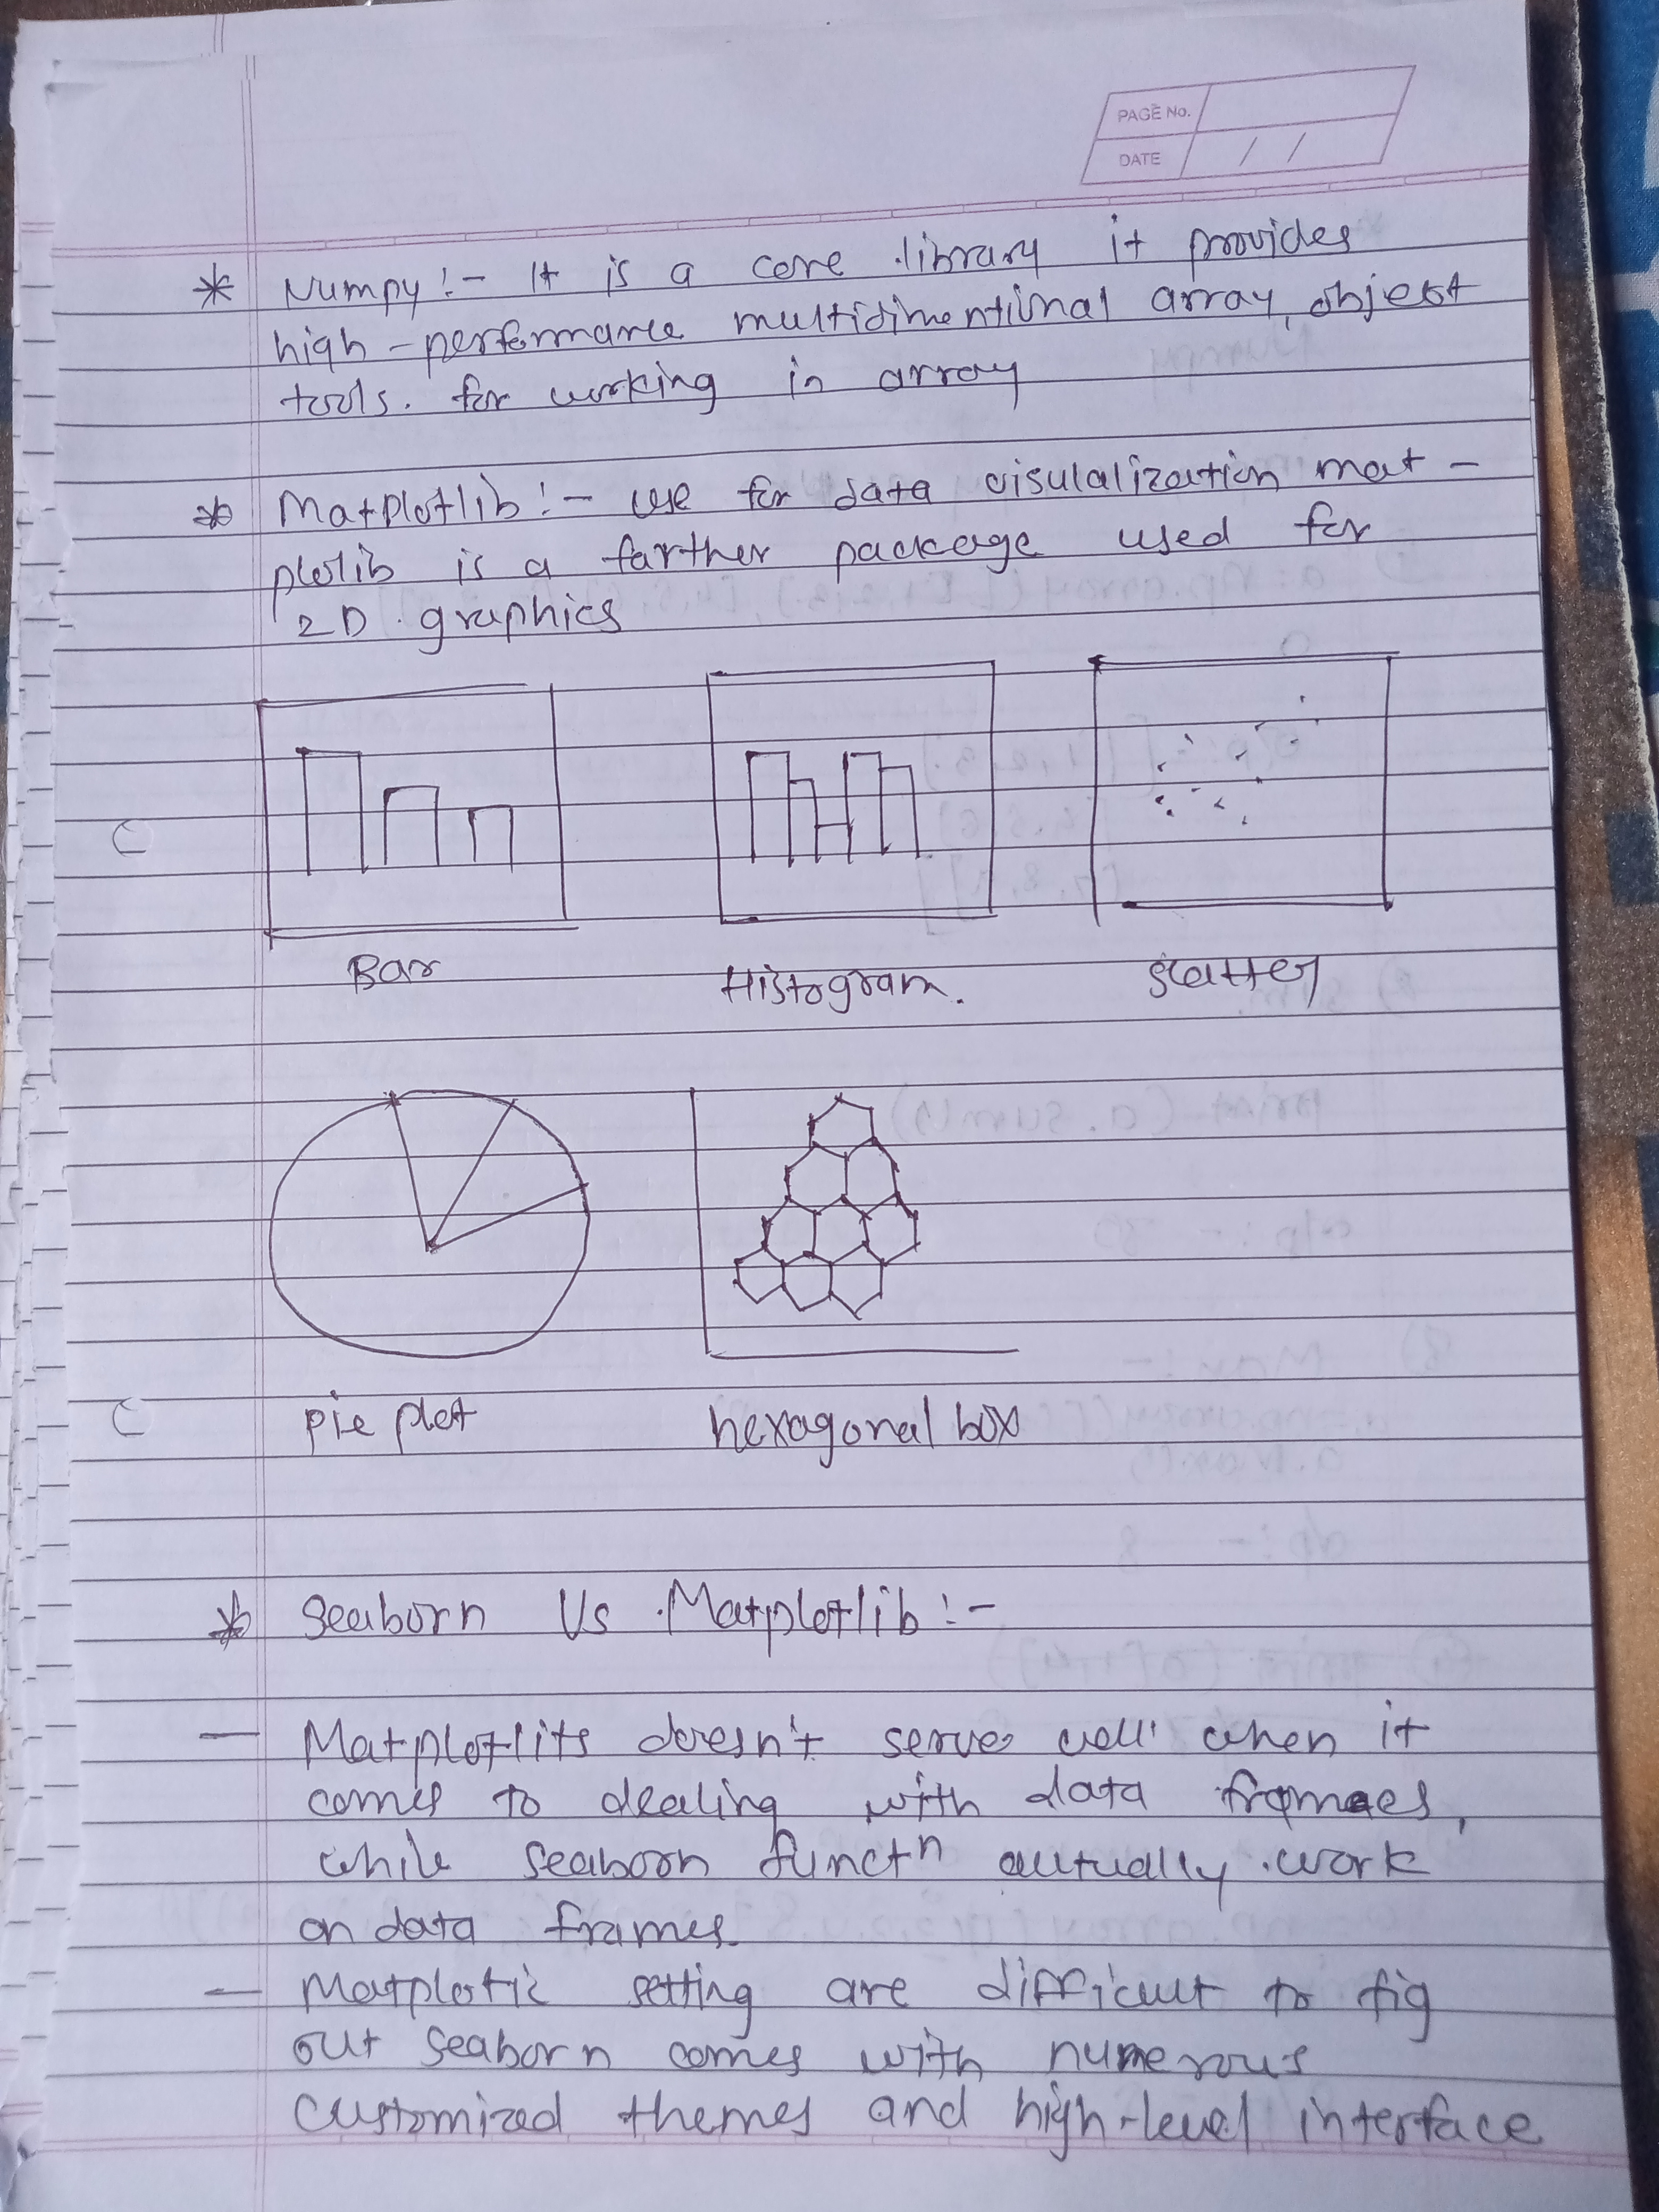 PAGE No.
DATE / /
* Numpy :- It is a core library it provides
high-performance multidimentional array, object
tools. for working in array
* Matplotlib :- use for data visulalization mat-
plotlib is a farther package used for
2D graphics
Bar Histogram. Scatter
pie plot hexagonal box
* Seaborn Vs Matplotlib :-
- Matplotlits doesn't serve well when it
comes to dealing with data frames,
while Seaborn functn actually work
on data frames.
- Matplotic setting are difficult to fig
out Seaborn comes with numerous
customized themes and high-level interface